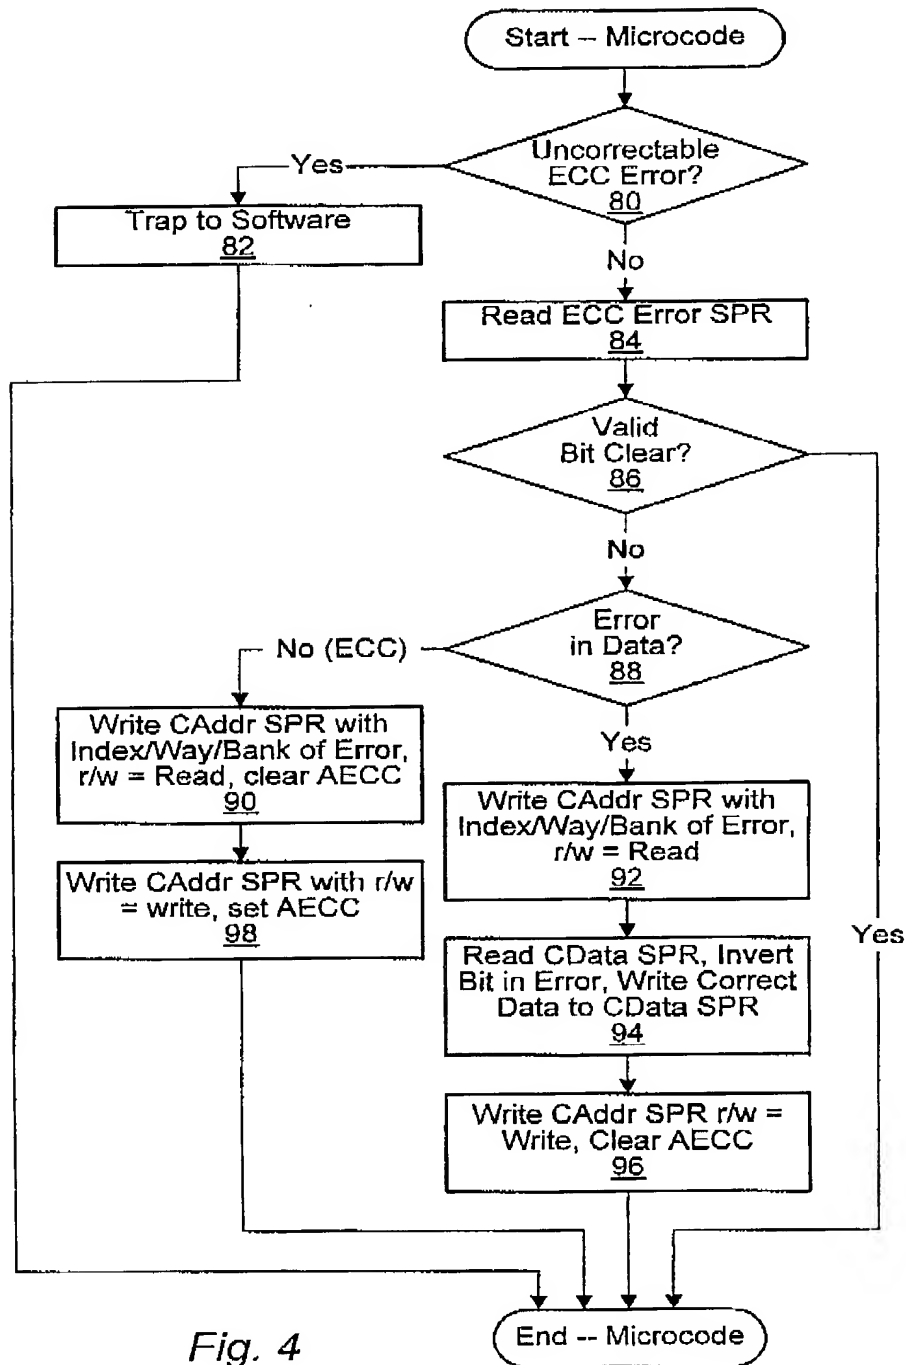 Start -- Microcode
Uncorrectable
ECC Error?
80
Yes
Trap to Software
82
No
Read ECC Error SPR
84
Valid
Bit Clear?
86
No
Error
in Data?
88
No (ECC)
Write CAddr SPR with
Index/Way/Bank of Error,
r/w = Read, clear AECC
90
Yes
Write CAddr SPR with
Index/Way/Bank of Error,
r/w = Read
92
Write CAddr SPR with r/w
= write, set AECC
98
Yes
Read CData SPR, Invert
Bit in Error, Write Correct
Data to CData SPR
94
Write CAddr SPR r/w =
Write, Clear AECC
96
End -- Microcode
Fig. 4